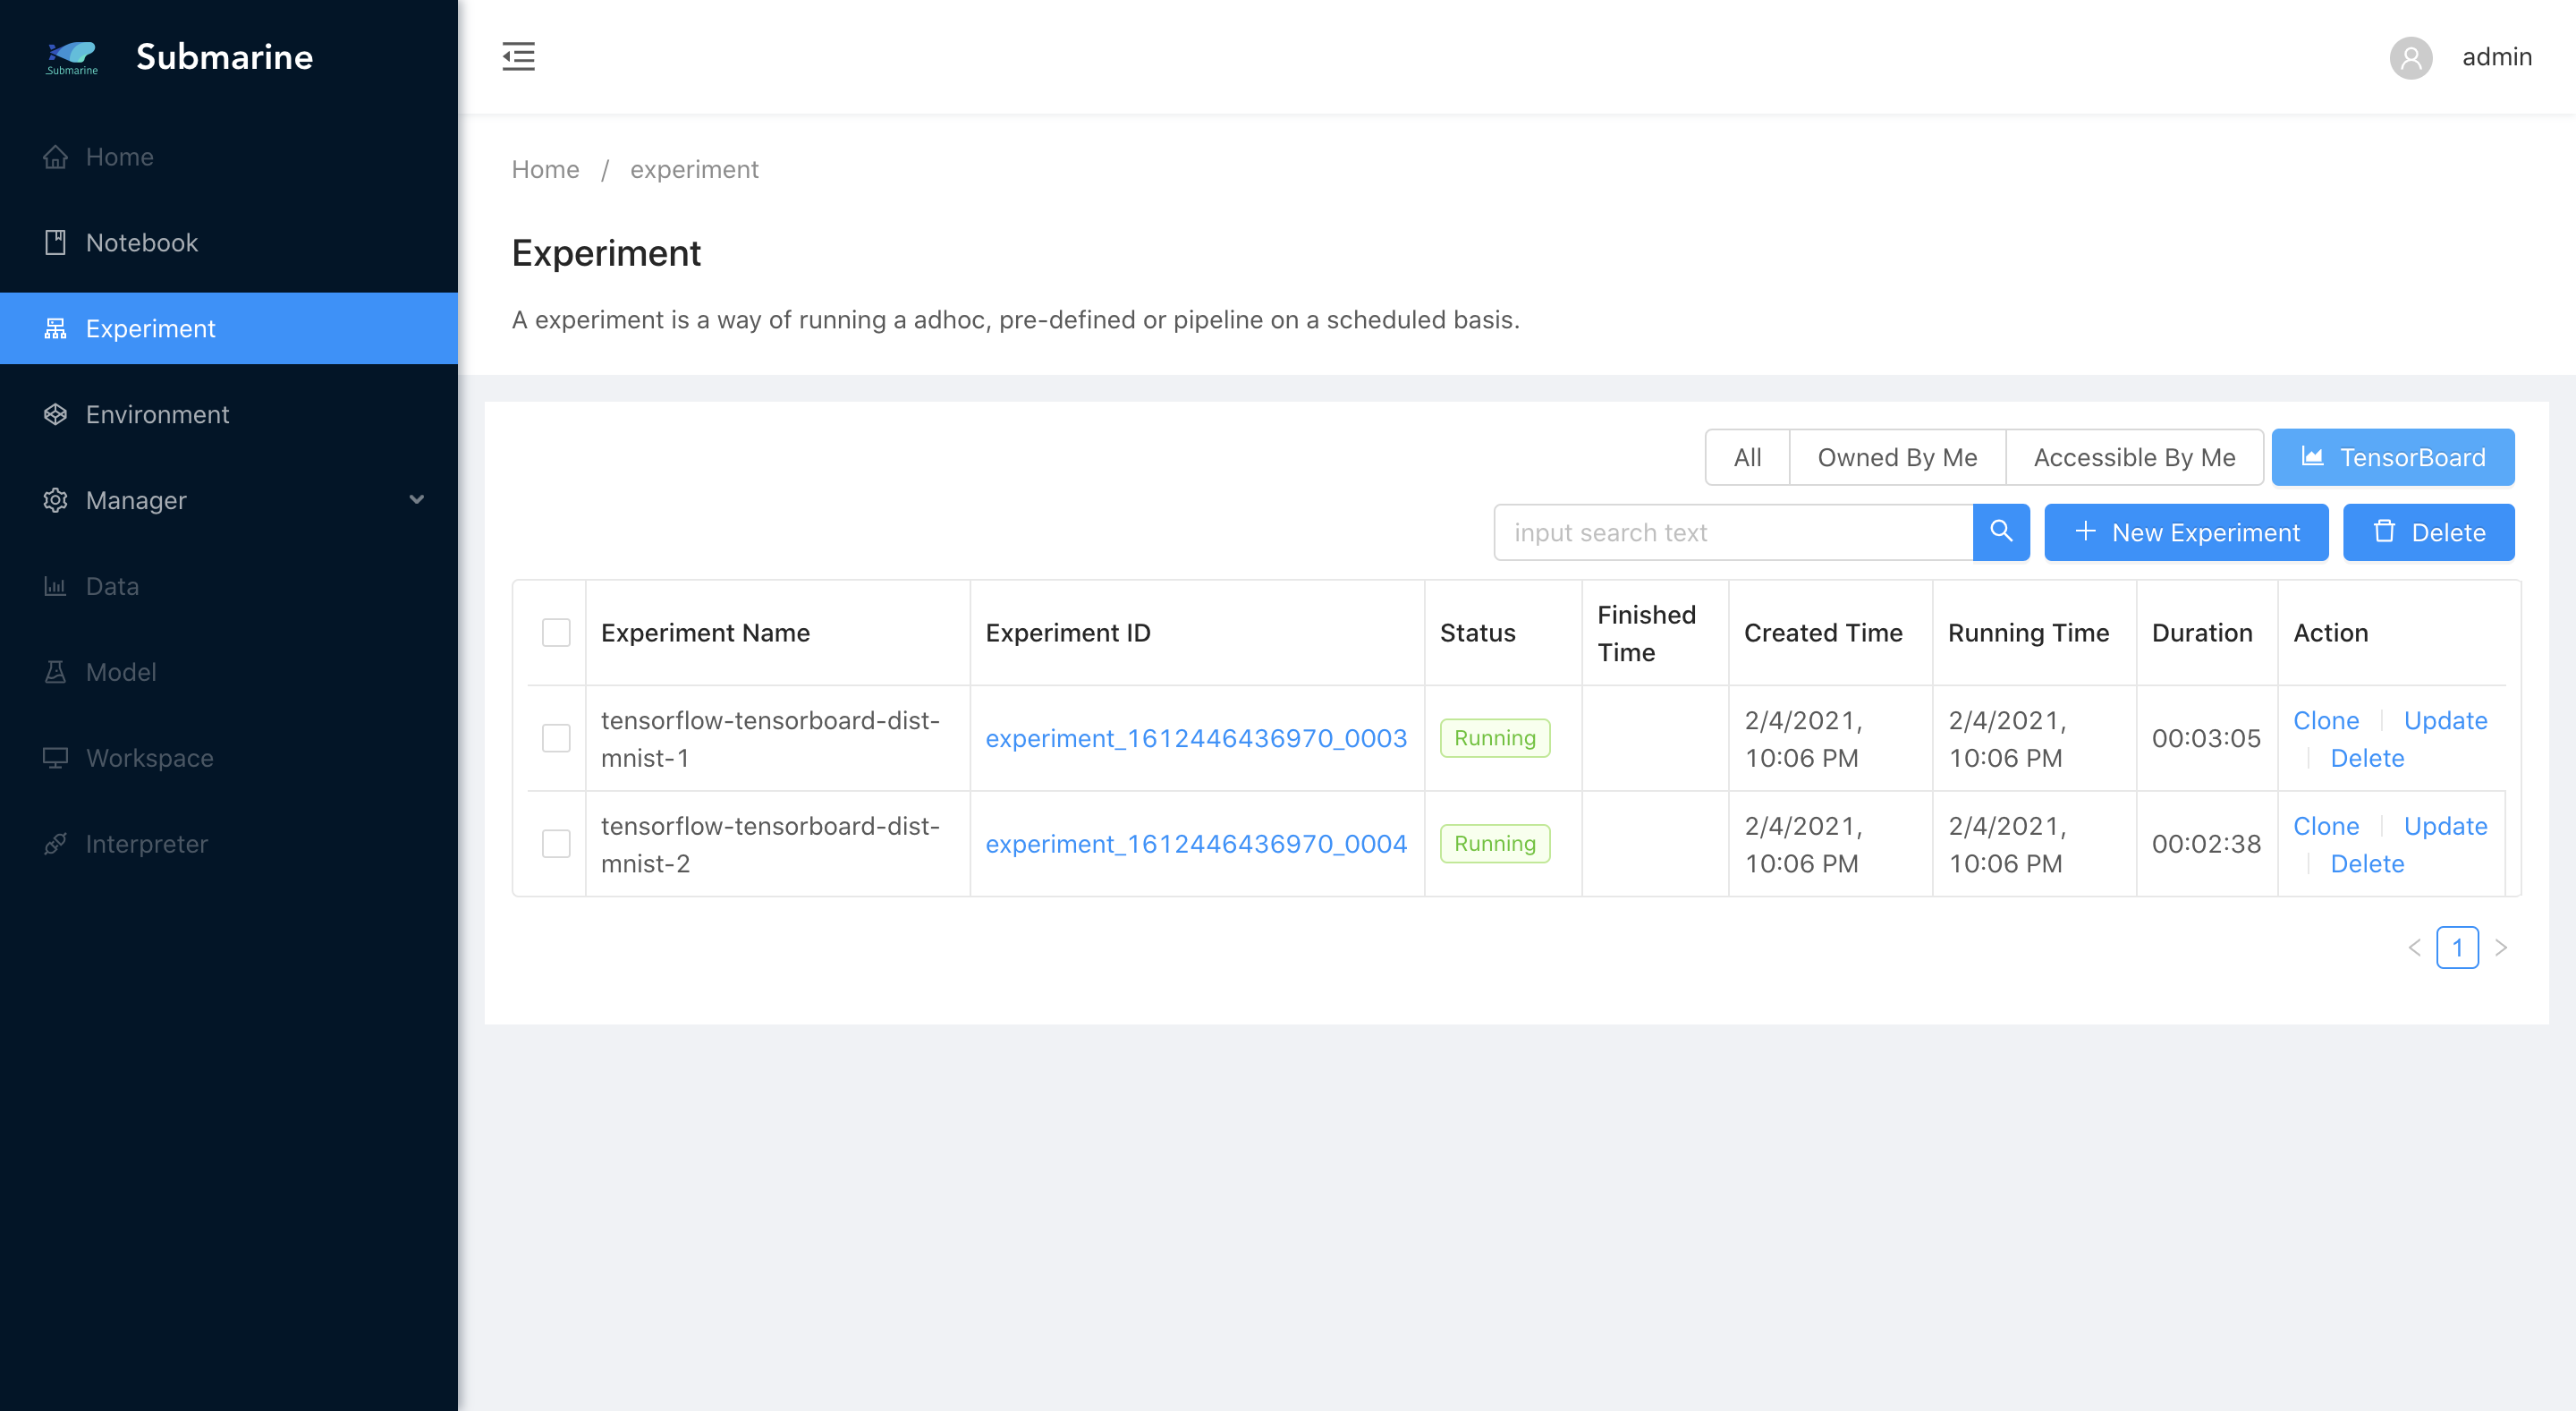 Submarine
Submarine
admin
Home
Notebook
Experiment
Environment
Manager
Data
Model
Workspace
Interpreter
Home / experiment
Experiment
A experiment is a way of running a adhoc, pre-defined or pipeline on a scheduled basis.
All Owned By Me Accessible By Me TensorBoard
input search text New Experiment Delete
Experiment Name Experiment ID Status Finished Time Created Time Running Time Duration Action
tensorflow-tensorboard-dist-
mnist-1
experiment_1612446436970_0003
Running
2/4/2021,
10:06 PM
2/4/2021,
10:06 PM
00:03:05
Clone Update
Delete
tensorflow-tensorboard-dist-
mnist-2
experiment_1612446436970_0004
Running
2/4/2021,
10:06 PM
2/4/2021,
10:06 PM
00:02:38
Clone Update
Delete
< 1 >